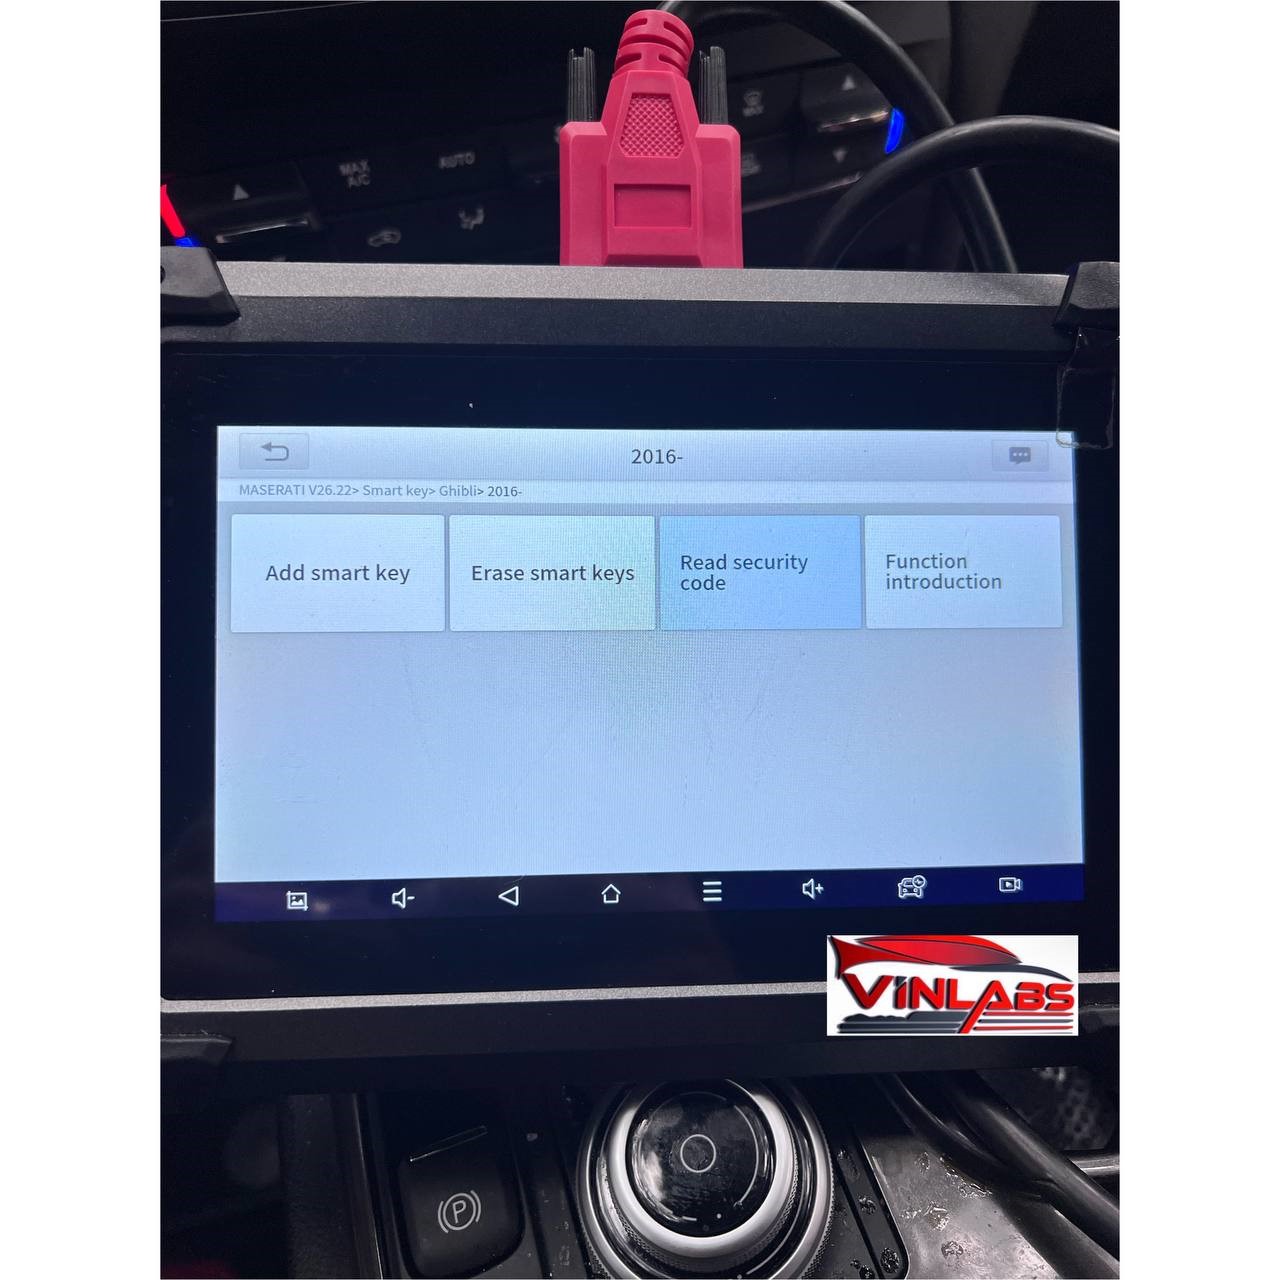 MAX
A/C
AUTO
2016-
MASERATI V26.22> Smart key> Ghibli> 2016-
Add smart key
Erase smart keys
Read security
code
Function
introduction
VINLABS
P